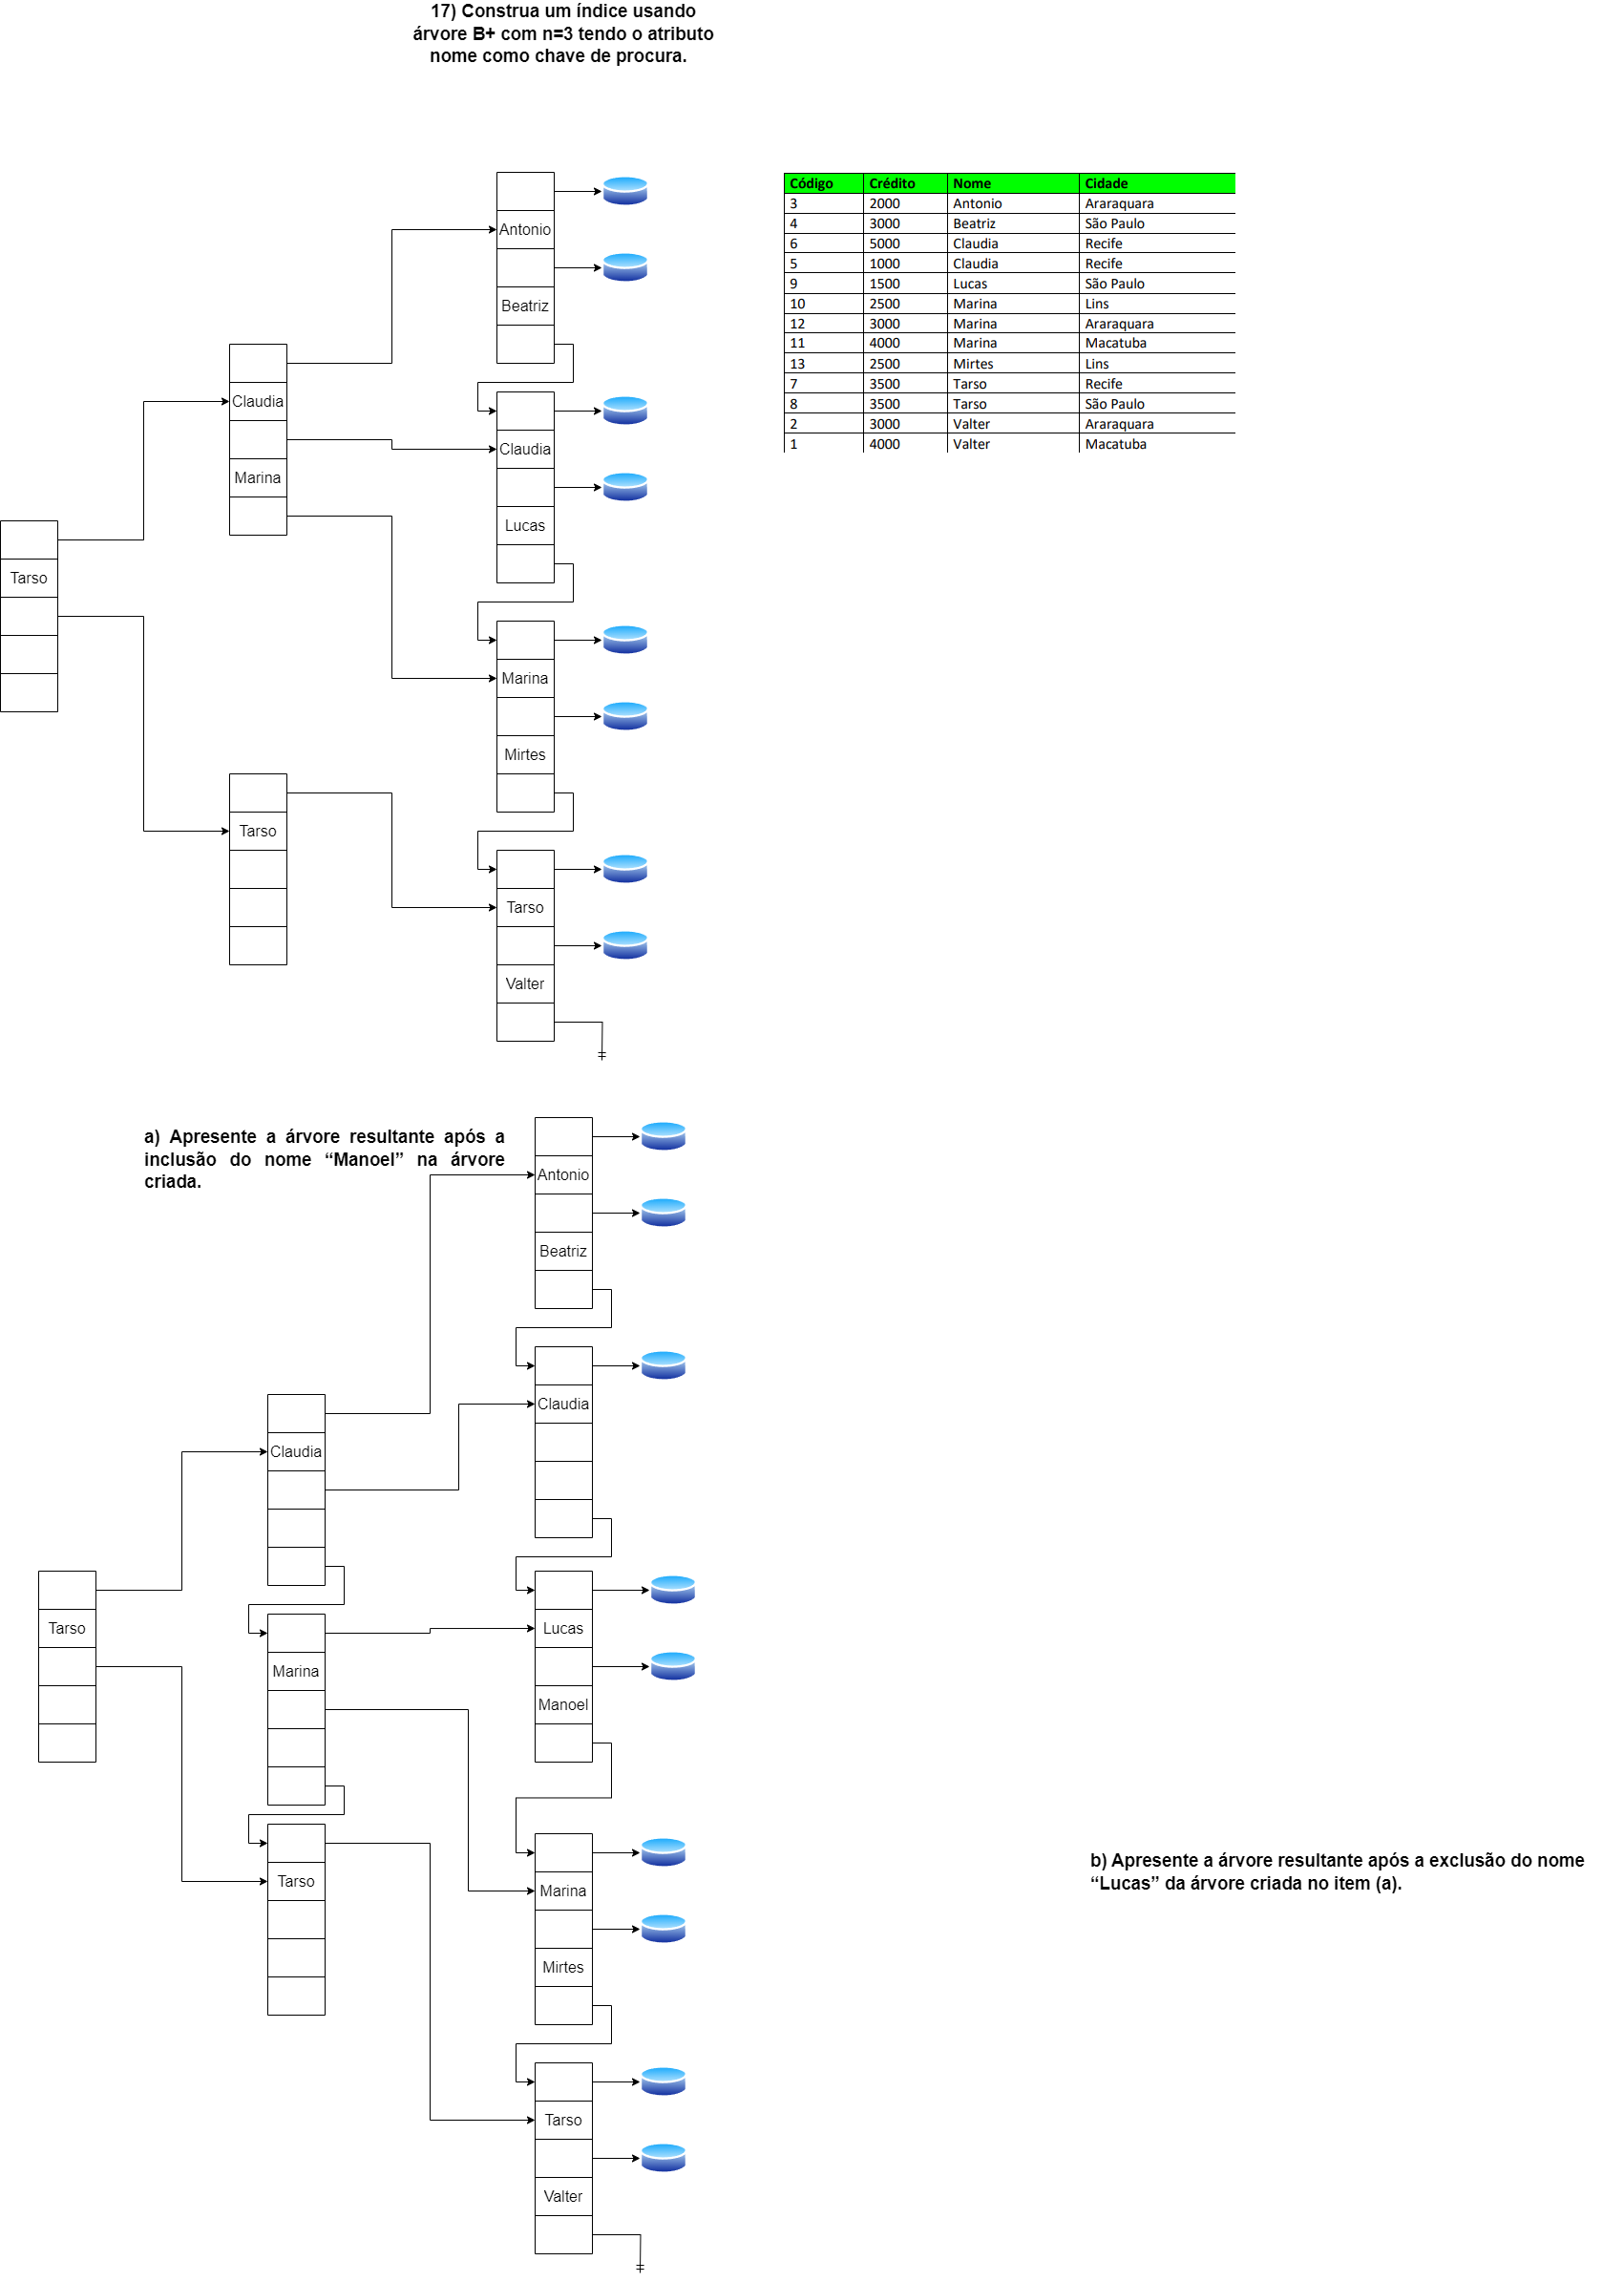 17) Construa um índice usando
árvore B+ com n=3 tendo o atributo
nome como chave de procura.
Código Crédito Nome Cidade
3 2000 Antonio Araraquara
4 3000 Beatriz São Paulo
6 5000 Claudia Recife
5 1000 Claudia Recife
9 1500 Lucas São Paulo
10 2500 Marina Lins
12 3000 Marina Araraquara
11 4000 Marina Macatuba
13 2500 Mirtes Lins
7 3500 Tarso Recife
8 3500 Tarso São Paulo
2 3000 Valter Araraquara
1 4000 Valter Macatuba
Tarso
Claudia
Marina
Tarso
Antonio
Beatriz
Claudia
Lucas
Marina
Mirtes
Tarso
Valter
a) Apresente a árvore resultante após a
inclusão do nome “Manoel” na árvore
criada.
Tarso
Claudia
Marina
Tarso
Antonio
Beatriz
Claudia
Lucas
Manoel
Marina
Mirtes
Tarso
Valter
b) Apresente a árvore resultante após a exclusão do nome
“Lucas” da árvore criada no item (a).